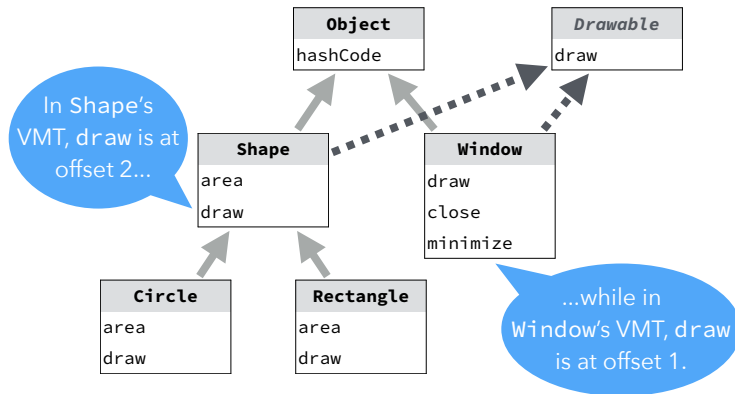 Object
hashCode
Drawable
draw
In Shape's
VMT, draw is at
offset 2...
Shape
area
draw
Window
draw
close
minimize
Circle
area
draw
Rectangle
area
draw
...while in
Window's VMT, draw
is at offset 1.